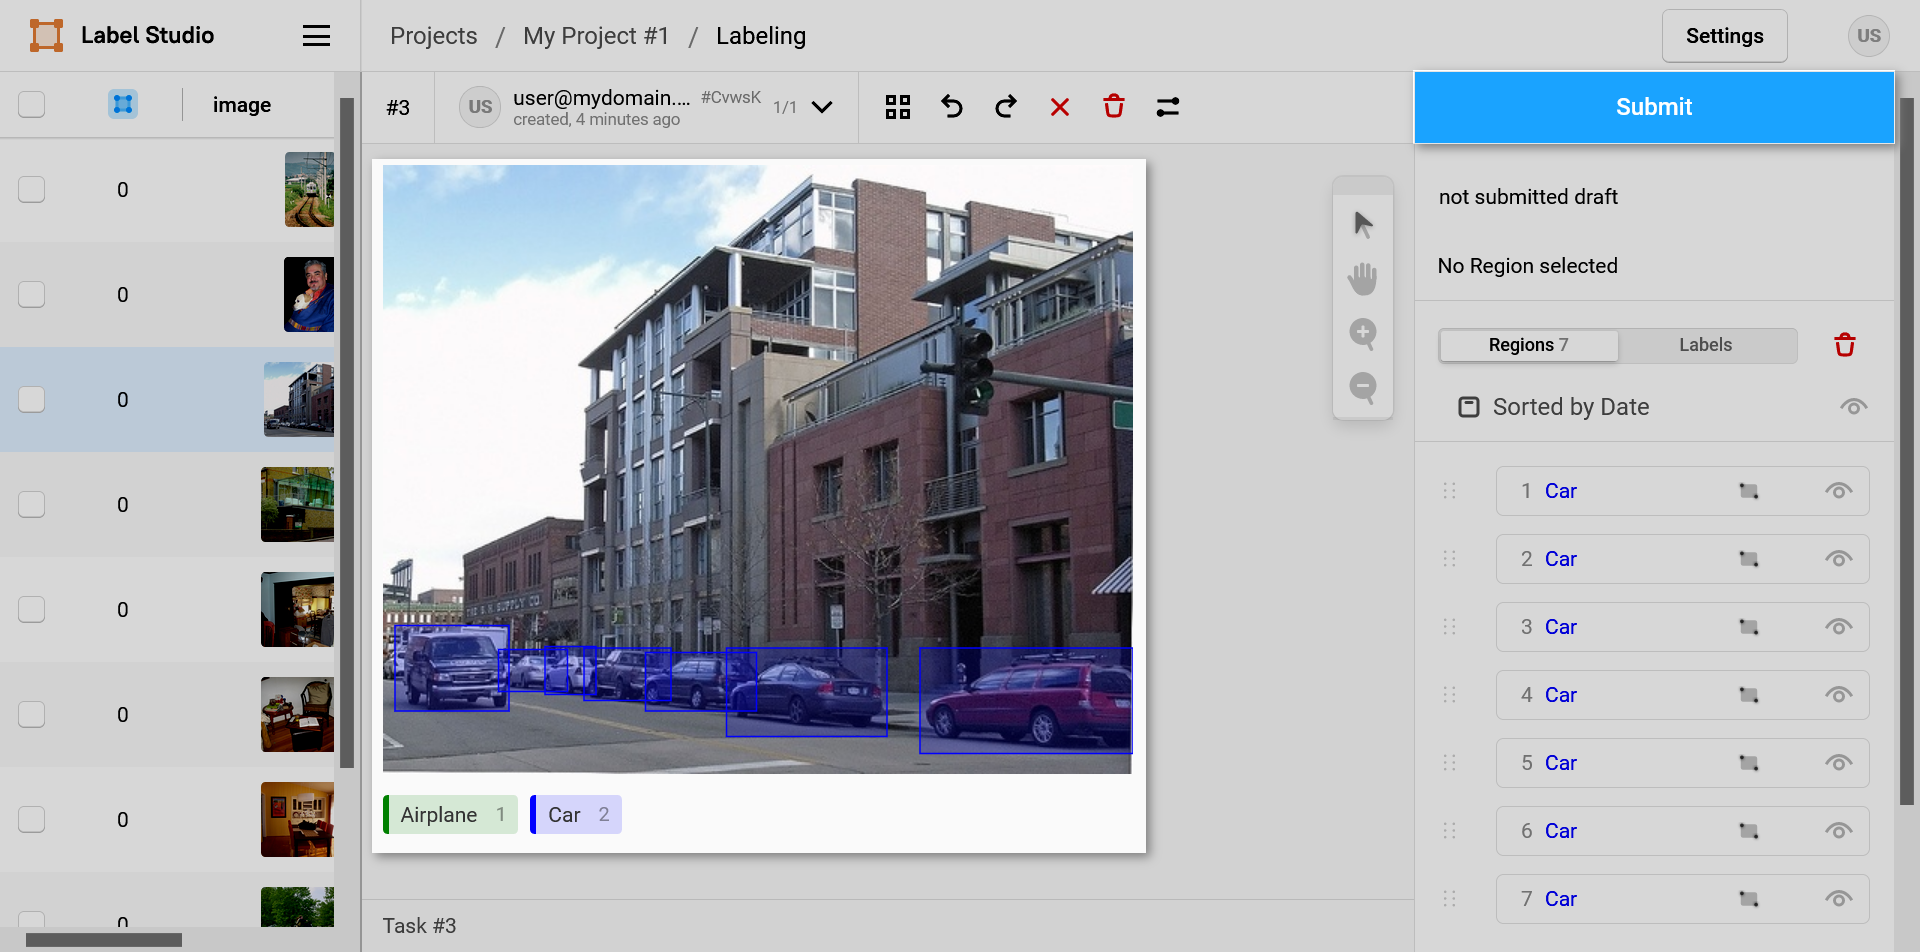 Label Studio
Projects / My Project #1 / Labeling
Settings
US
image
#3
US
user@mydomain....
#CvwsK
created, 4 minutes ago
1/1
Submit
0
0
0
0
0
0
0
0
THE B.K. SUPPLY CO.
Airplane 1
Car 2
Task #3
not submitted draft
No Region selected
Regions 7
Labels
Sorted by Date
1 Car
2 Car
3 Car
4 Car
5 Car
6 Car
7 Car